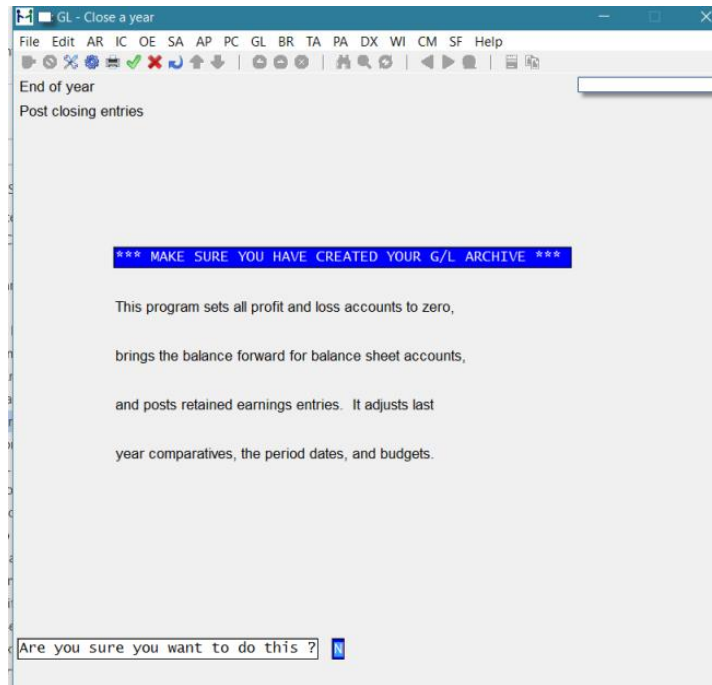 GL - Close a year
File Edit AR IC OE SA AP PC GL BR TA PA DX WI CM SF Help
End of year
Post closing entries
*** MAKE SURE YOU HAVE CREATED YOUR G/L ARCHIVE ***
This program sets all profit and loss accounts to zero,
brings the balance forward for balance sheet accounts,
and posts retained earnings entries. It adjusts last
year comparatives, the period dates, and budgets.
Are you sure you want to do this ? N